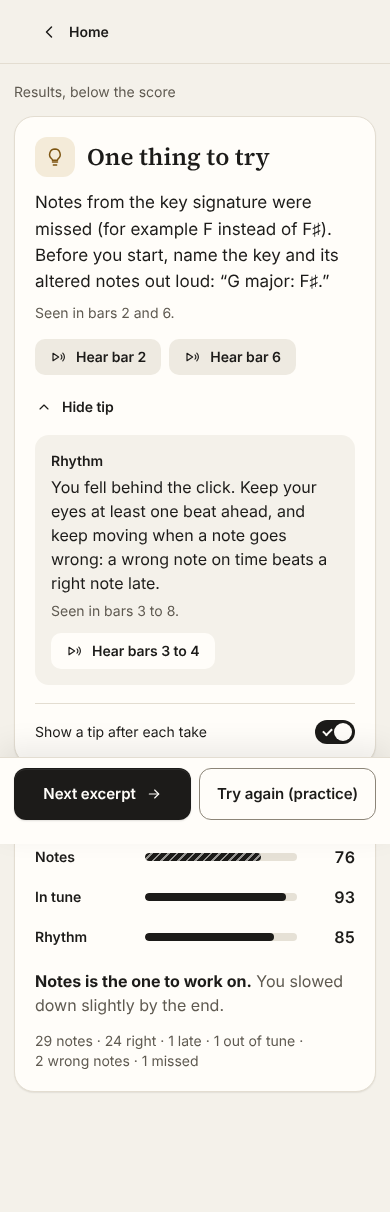 Home
Results, below the score
One thing to try
Notes from the key signature were
missed (for example F instead of F♯).
Before you start, name the key and its
altered notes out loud: “G major: F♯.”
Seen in bars 2 and 6.
Hear bar 2
Hear bar 6
Hide tip
Rhythm
You fell behind the click. Keep your
eyes at least one beat ahead, and
keep moving when a note goes
wrong: a wrong note on time beats a
right note late.
Seen in bars 3 to 8.
Hear bars 3 to 4
Show a tip after each take
Next excerpt →
Try again (practice)
Notes 76
In tune 93
Rhythm 85
Notes is the one to work on. You slowed
down slightly by the end.
29 notes · 24 right · 1 late · 1 out of tune ·
2 wrong notes · 1 missed